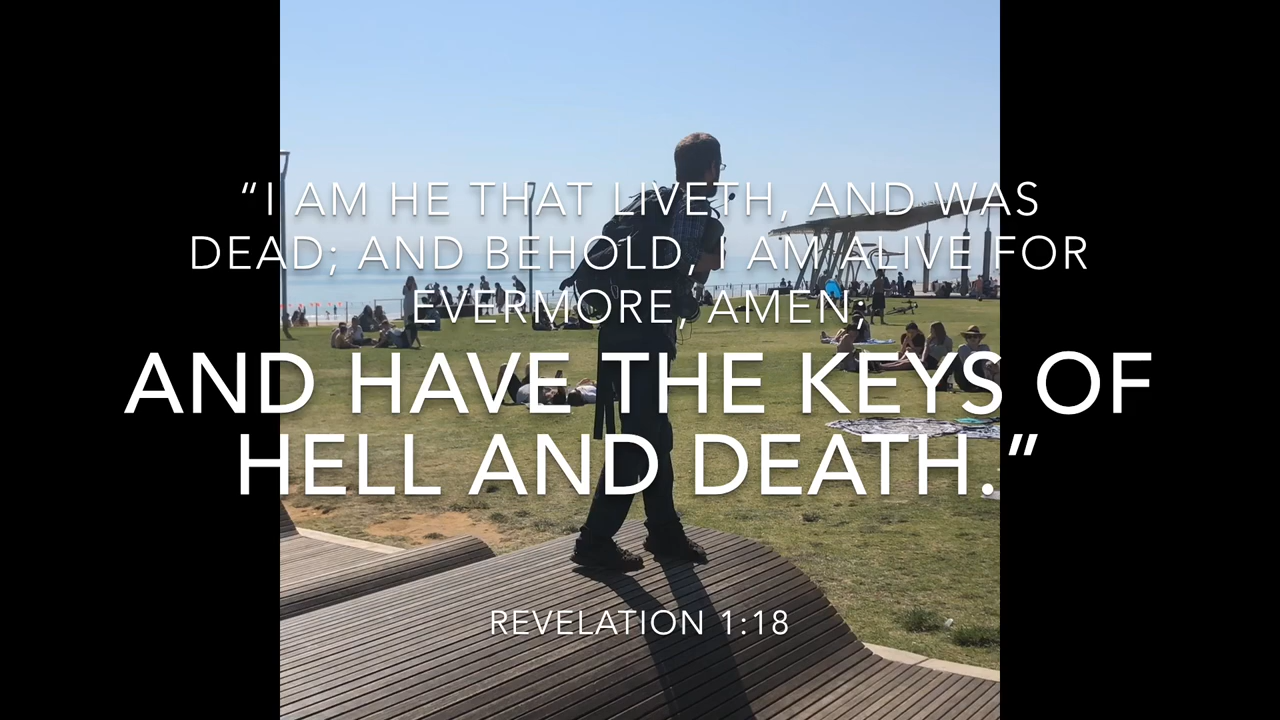 “I AM HE THAT LIVETH, AND WAS
DEAD; AND BEHOLD, I AM ALIVE FOR
EVERMORE, AMEN;
AND HAVE THE KEYS OF
HELL AND DEATH.”
REVELATION 1:18